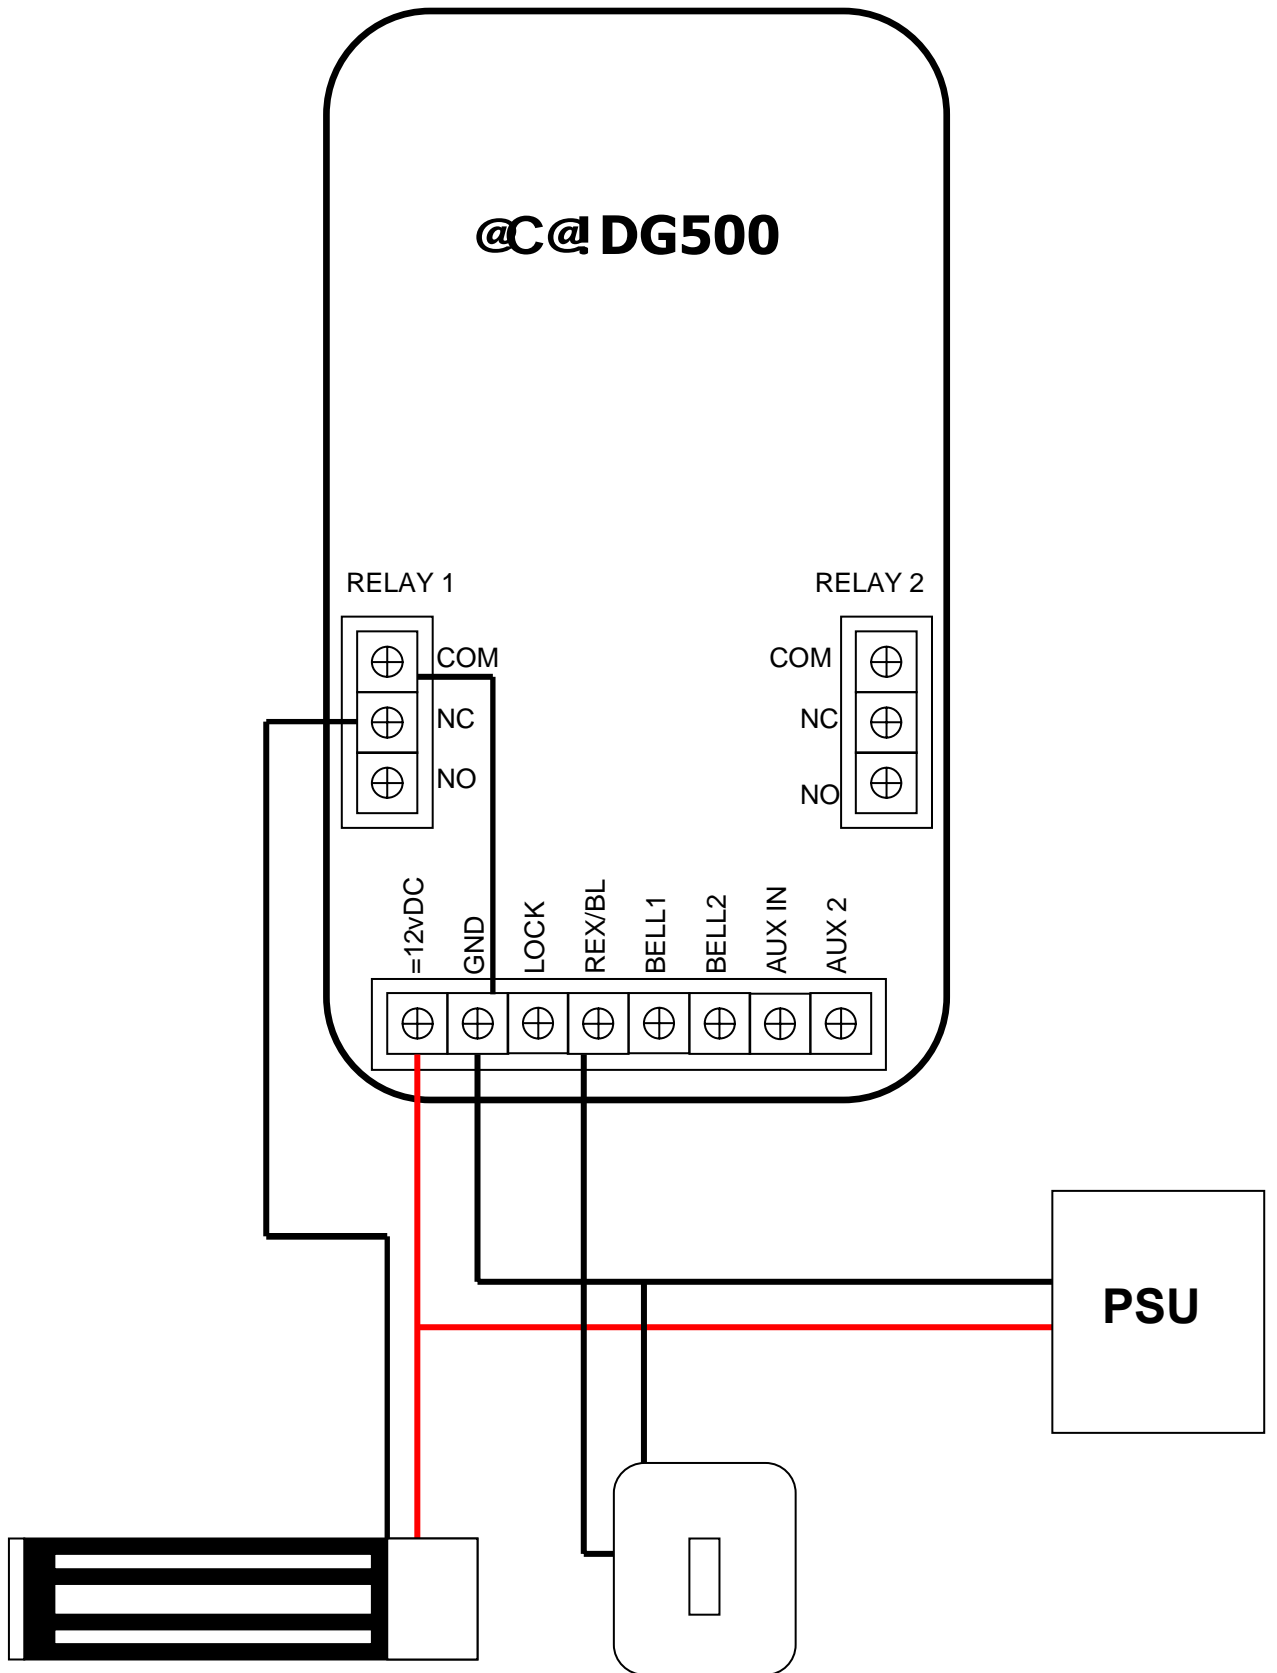 @C@! DG500
RELAY 1
RELAY 2
COM
NC
NO
COM
NC
NO
=12vDC
GND
LOCK
REX/BL
BELL1
BELL2
AUX IN
AUX 2
PSU